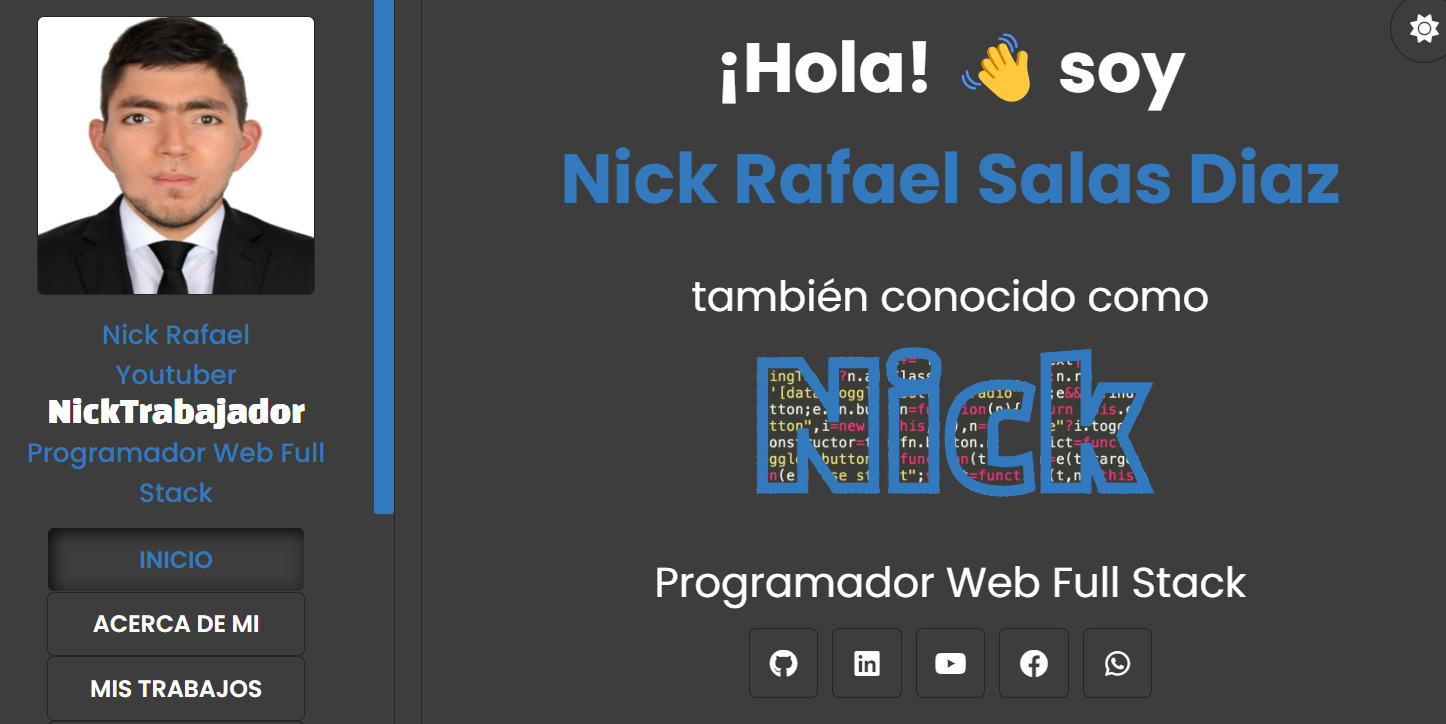 Nick Rafael
Youtuber
NickTrabajador
Programador Web Full
Stack
INICIO
ACERCA DE MI
MIS TRABAJOS
¡Hola! 👋 soy
Nick Rafael Salas Diaz
también conocido como
Nick
Programador Web Full Stack
in